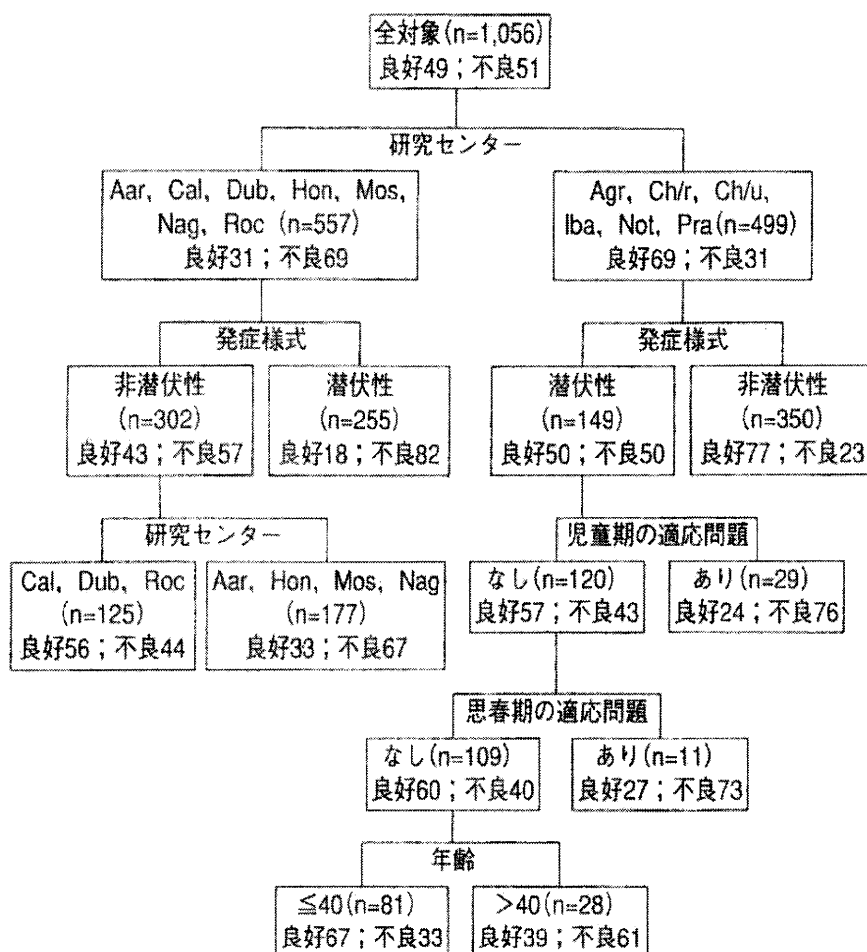 全対象(n=1,056)
良好49；不良51
研究センター
Aar, Cal, Dub, Hon, Mos,
Nag, Roc (n=557)
良好31；不良69
Agr, Ch/r, Ch/u,
Iba, Not, Pra(n=499)
良好69；不良31
発症様式
非潜伏性
(n=302)
良好43；不良57
潜伏性
(n=255)
良好18；不良82
発症様式
潜伏性
(n=149)
良好50；不良50
非潜伏性
(n=350)
良好77；不良23
研究センター
Cal, Dub, Roc
(n=125)
良好56；不良44
Aar, Hon, Mos, Nag
(n=177)
良好33；不良67
児童期の適応問題
なし(n=120)
良好57；不良43
あり(n=29)
良好24；不良76
思春期の適応問題
なし(n=109)
良好60；不良40
あり(n=11)
良好27；不良73
年齢
≦40(n=81)
良好67；不良33
＞40(n=28)
良好39；不良61